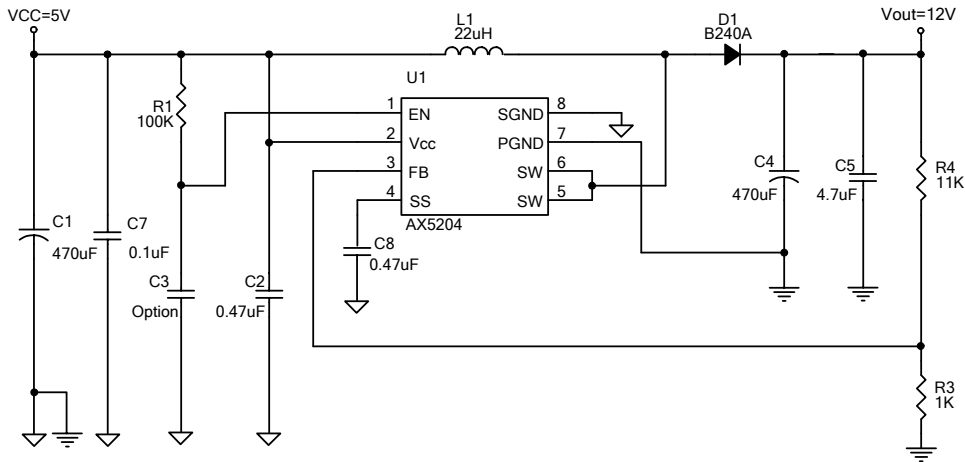 VCC=5V
L1
22uH
D1
B240A
Vout=12V
U1
R1
100K
1
EN
SGND
8
2
Vcc
PGND
7
3
FB
SW
6
4
SS
SW
5
AX5204
C4
470uF
C5
4.7uF
R4
11K
C1
470uF
C7
0.1uF
C8
0.47uF
C3
Option
C2
0.47uF
R3
1K